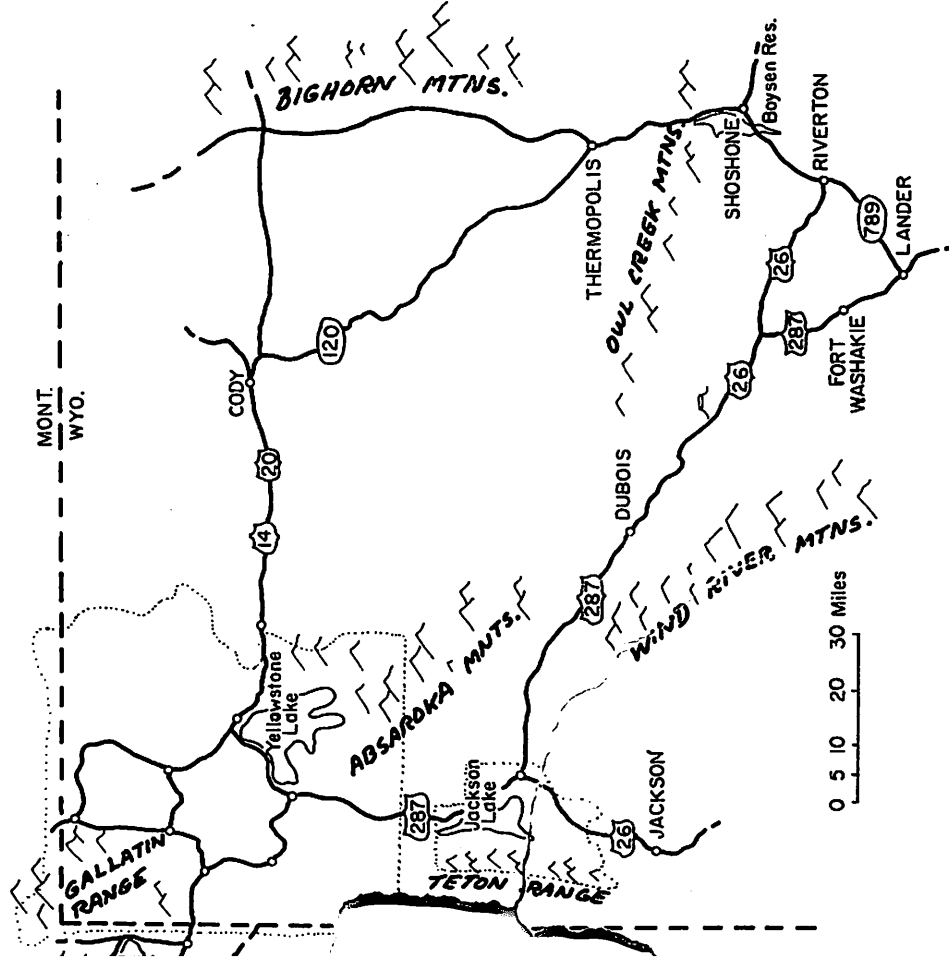 BIGHORN MTNS.
MONT.
WYO.
CODY
120
20
14
THERMOPOLIS
OWL CREEK MTNS.
SHOSHONE
Boysen Res.
RIVERTON
789
LANDER
26
287
FORT
WASHAKIE
26
DUBOIS
287
WIND RIVER MTNS.
ABSAROKA MNTS.
Yellowstone
Lake
GALLATIN
RANGE
287
Jackson
Lake
TETON RANGE
26
JACKSON
0 5 10 20 30 Miles